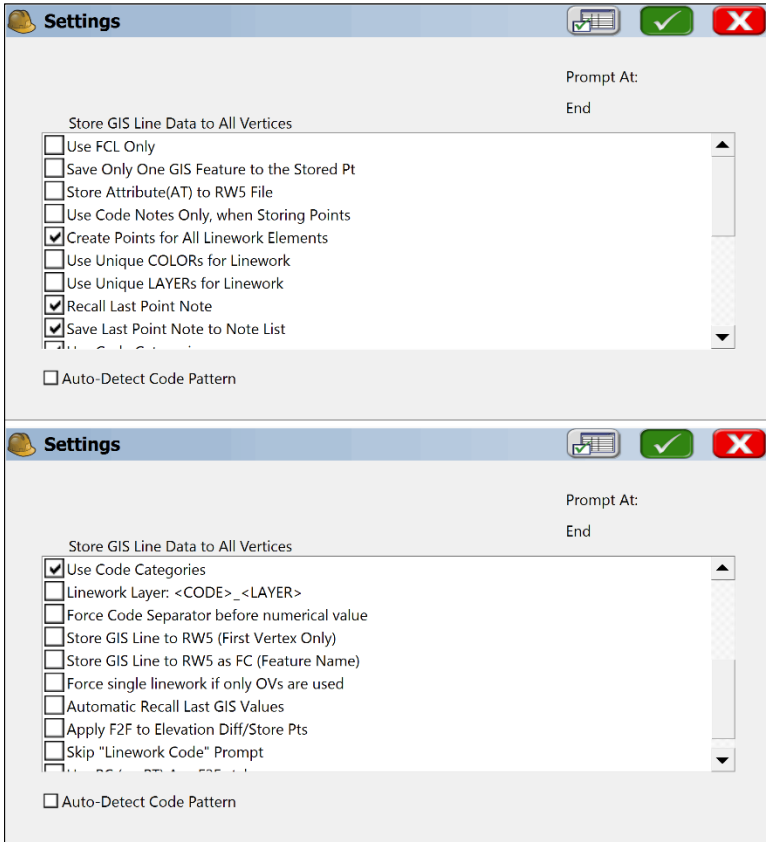 Settings
Prompt At:
End
Store GIS Line Data to All Vertices
Use FCL Only
Save Only One GIS Feature to the Stored Pt
Store Attribute(AT) to RW5 File
Use Code Notes Only, when Storing Points
Create Points for All Linework Elements
Use Unique COLORs for Linework
Use Unique LAYERs for Linework
Recall Last Point Note
Save Last Point Note to Note List
Use Code Categories
Auto-Detect Code Pattern
Settings
Prompt At:
End
Store GIS Line Data to All Vertices
Use Code Categories
Linework Layer: <CODE>_<LAYER>
Force Code Separator before numerical value
Store GIS Line to RW5 (First Vertex Only)
Store GIS Line to RW5 as FC (Feature Name)
Force single linework if only OVs are used
Automatic Recall Last GIS Values
Apply F2F to Elevation Diff/Store Pts
Skip "Linework Code" Prompt
Auto-Detect Code Pattern